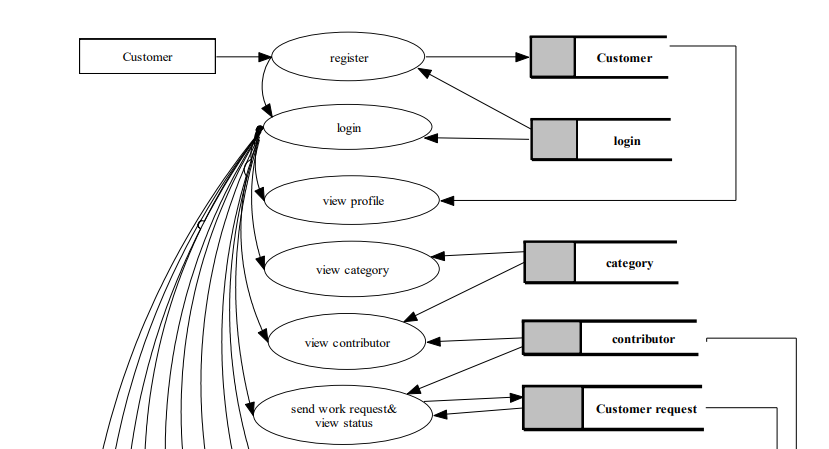 Customer
register
Customer
login
login
view profile
view category
category
view contributor
contributor
send work request&
view status
Customer request